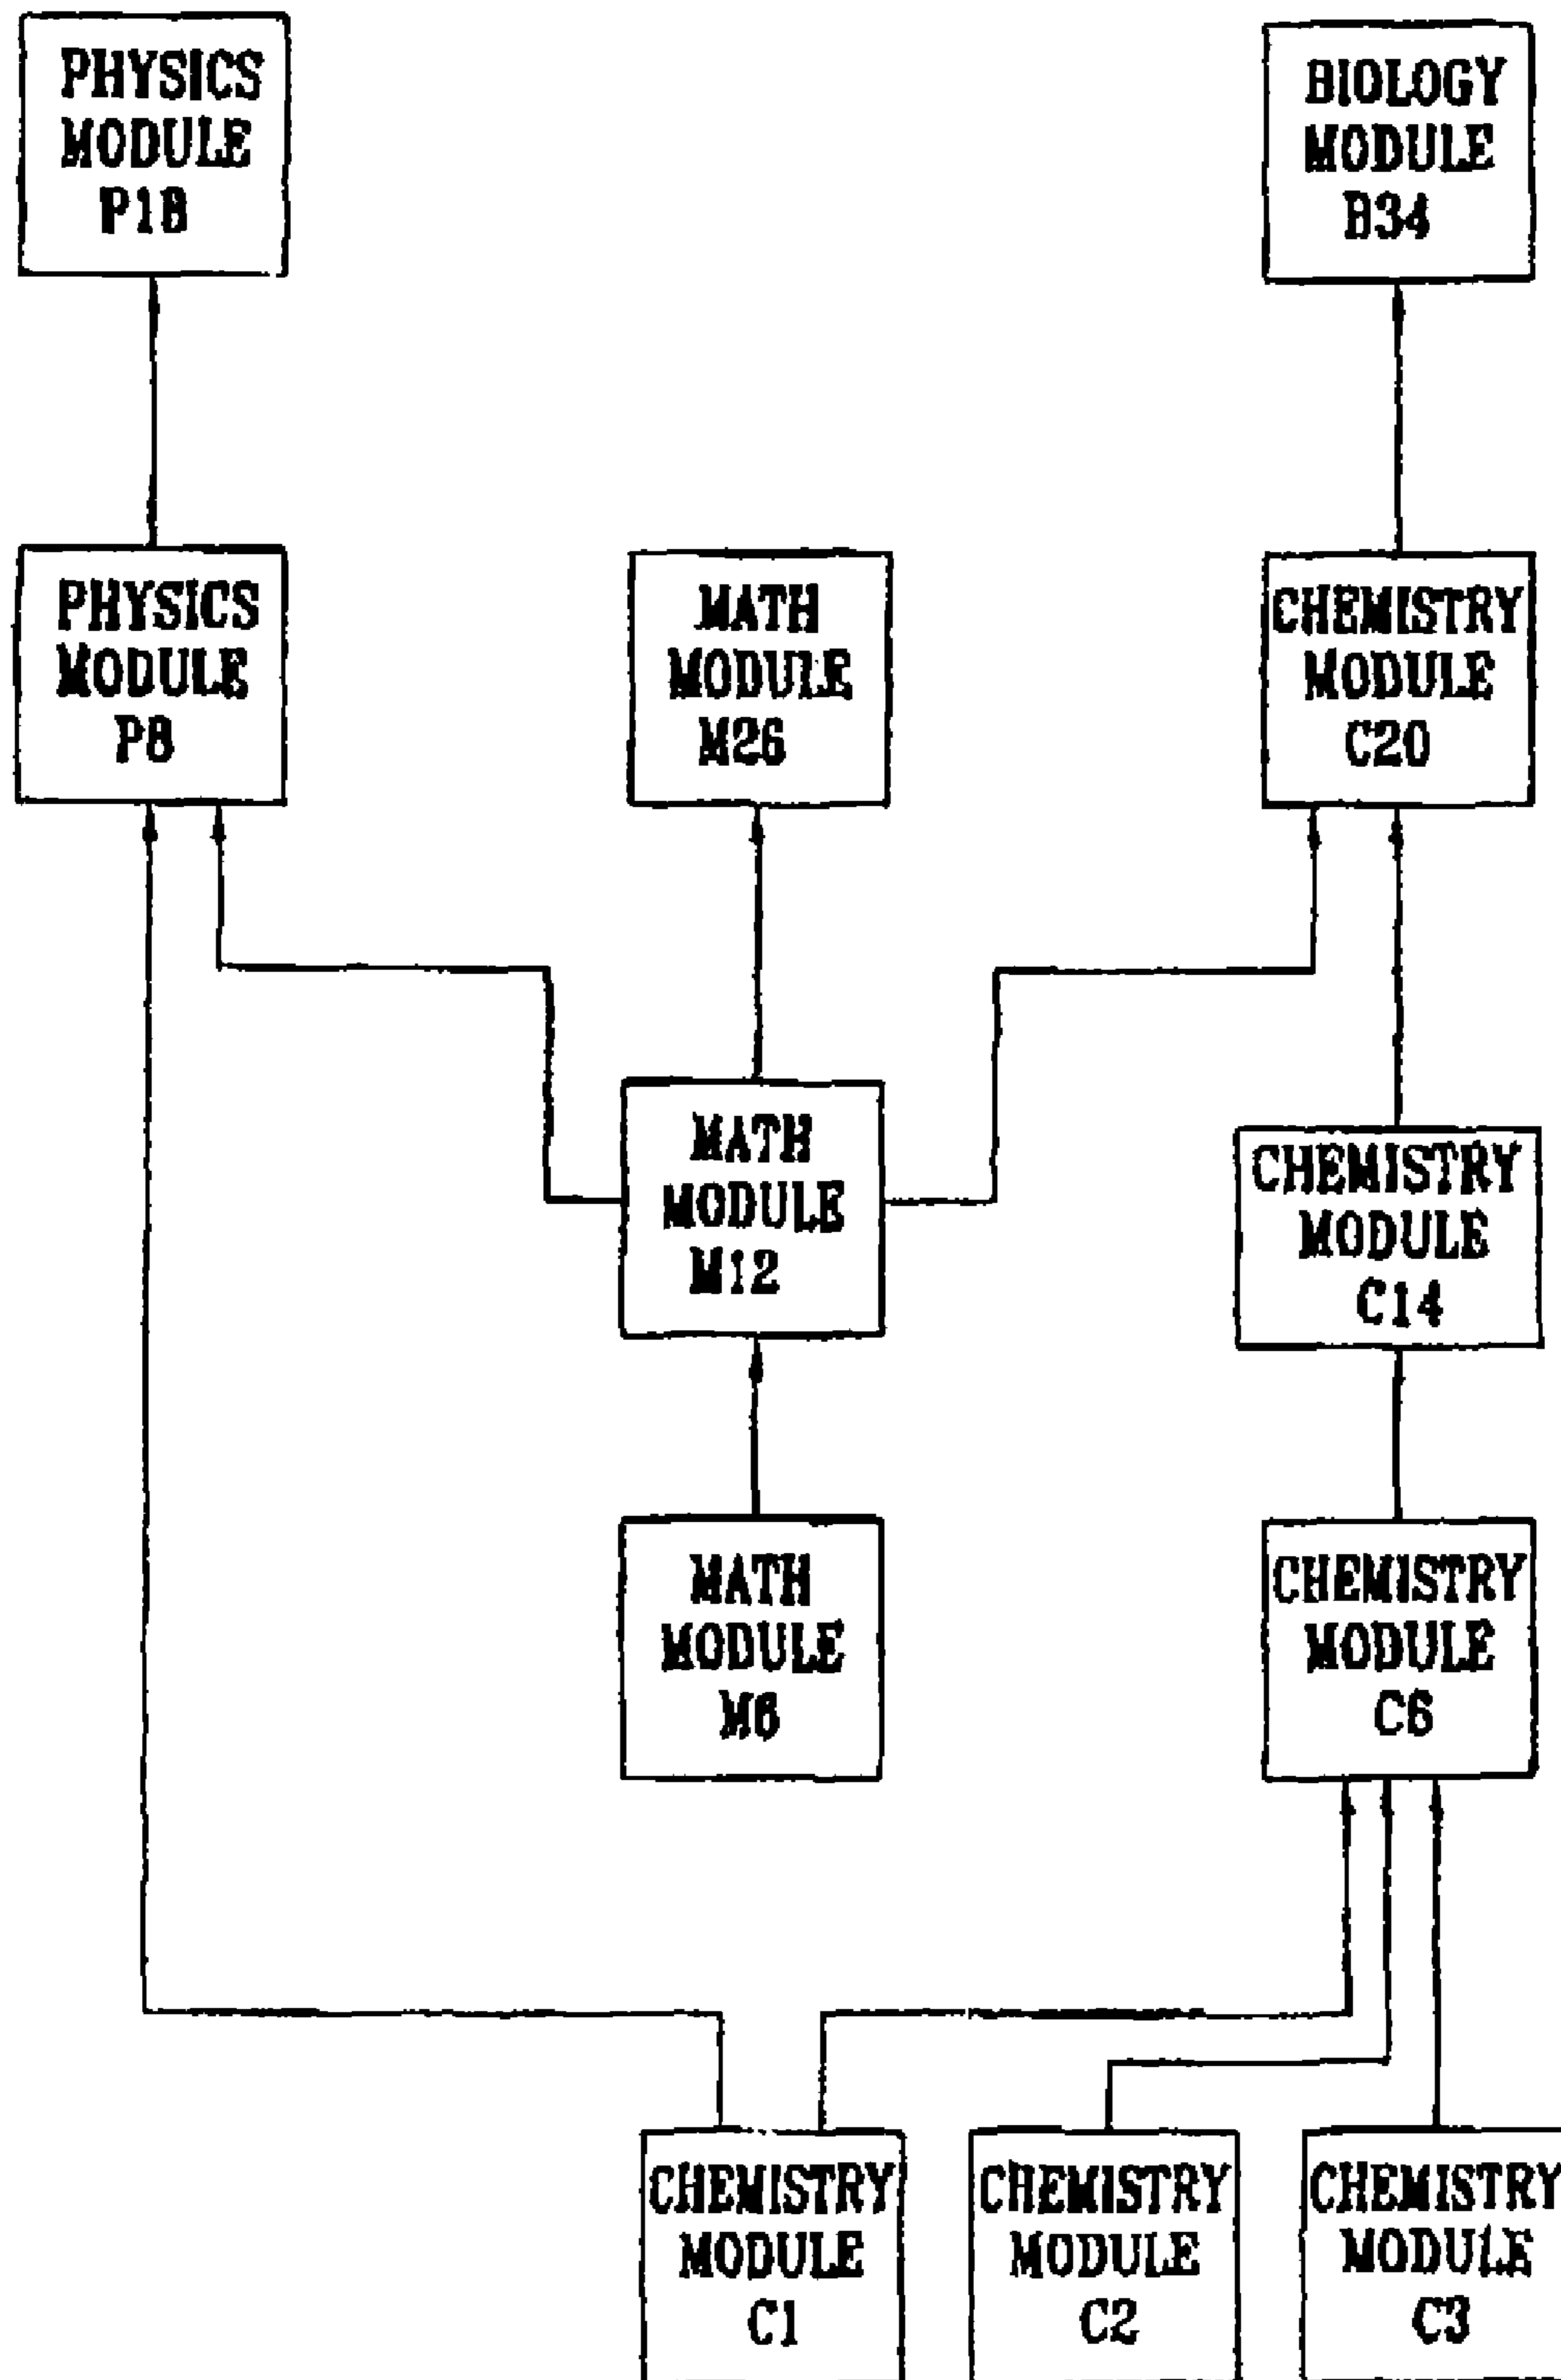 PHYSICS
MODULE
P18
BIOLOGY
MODULE
B34
PHYSICS
MODULE
P8
MATH
MODULE
M26
CHEMISTRY
MODULE
C20
MATH
MODULE
M12
CHEMISTRY
MODULE
C14
MATH
MODULE
M6
CHEMISTRY
MODULE
C6
CHEMISTRY
MODULE
C1
CHEMISTRY
MODULE
C2
CHEMISTRY
MODULE
C3